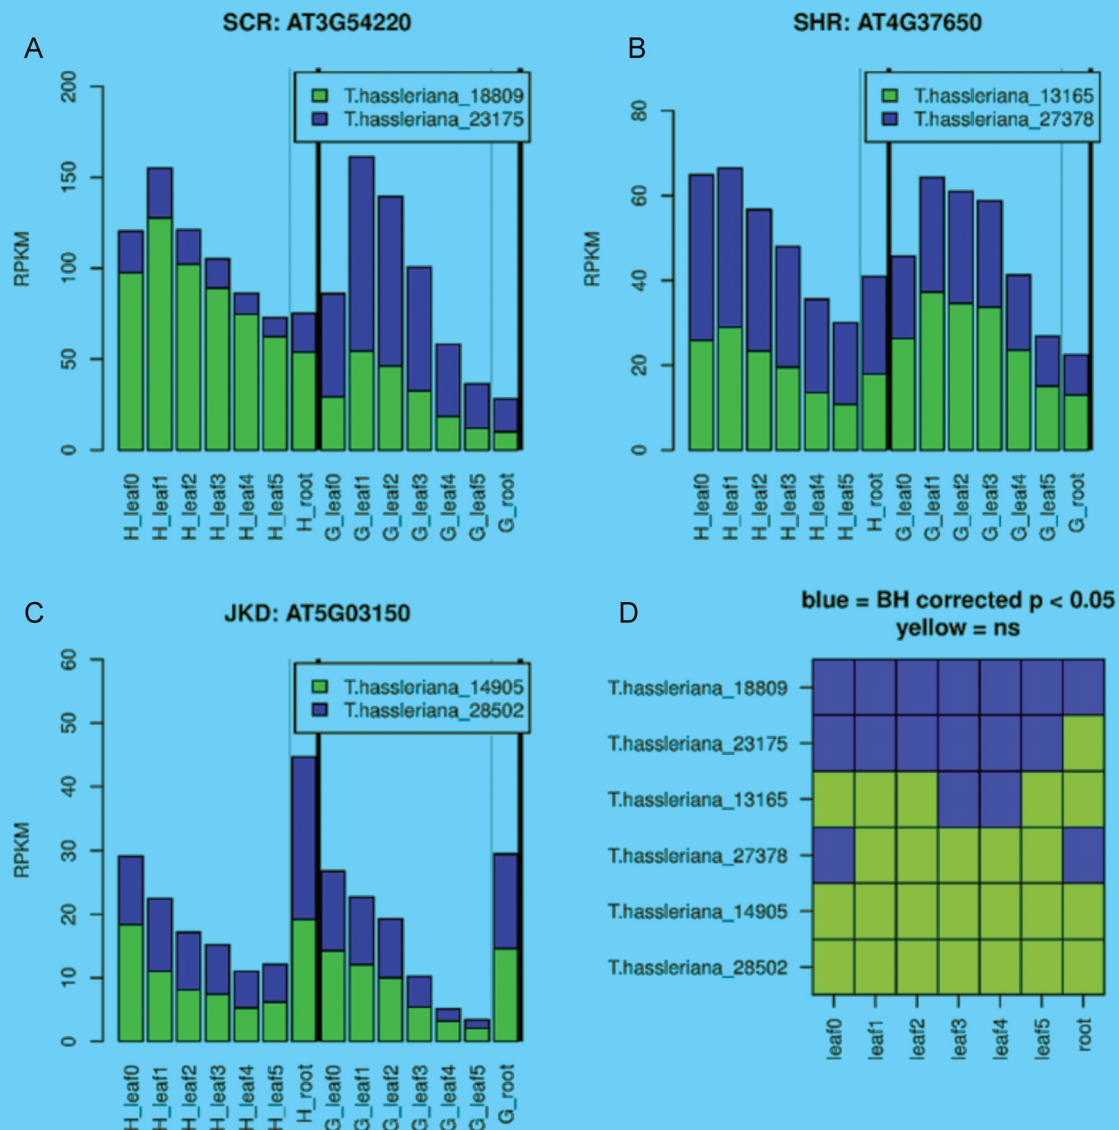 SCR: AT3G54220
A
RPKM
200
150
100
50
0
T.hassleriana_18809
T.hassleriana_23175
H_leaf0
H_leaf1
H_leaf2
H_leaf3
H_leaf4
H_leaf5
H_root
G_leaf0
G_leaf1
G_leaf2
G_leaf3
G_leaf4
G_leaf5
G_root
SHR: AT4G37650
B
RPKM
80
60
40
20
0
T.hassleriana_13165
T.hassleriana_27378
H_leaf0
H_leaf1
H_leaf2
H_leaf3
H_leaf4
H_leaf5
H_root
G_leaf0
G_leaf1
G_leaf2
G_leaf3
G_leaf4
G_leaf5
G_root
C
JKD: AT5G03150
RPKM
60
50
40
30
20
10
0
T.hassleriana_14905
T.hassleriana_28502
H_leaf0
H_leaf1
H_leaf2
H_leaf3
H_leaf4
H_leaf5
H_root
G_leaf0
G_leaf1
G_leaf2
G_leaf3
G_leaf4
G_leaf5
G_root
D
blue = BH corrected p < 0.05
yellow = ns
T.hassleriana_18809
T.hassleriana_23175
T.hassleriana_13165
T.hassleriana_27378
T.hassleriana_14905
T.hassleriana_28502
leaf0
leaf1
leaf2
leaf3
leaf4
leaf5
root